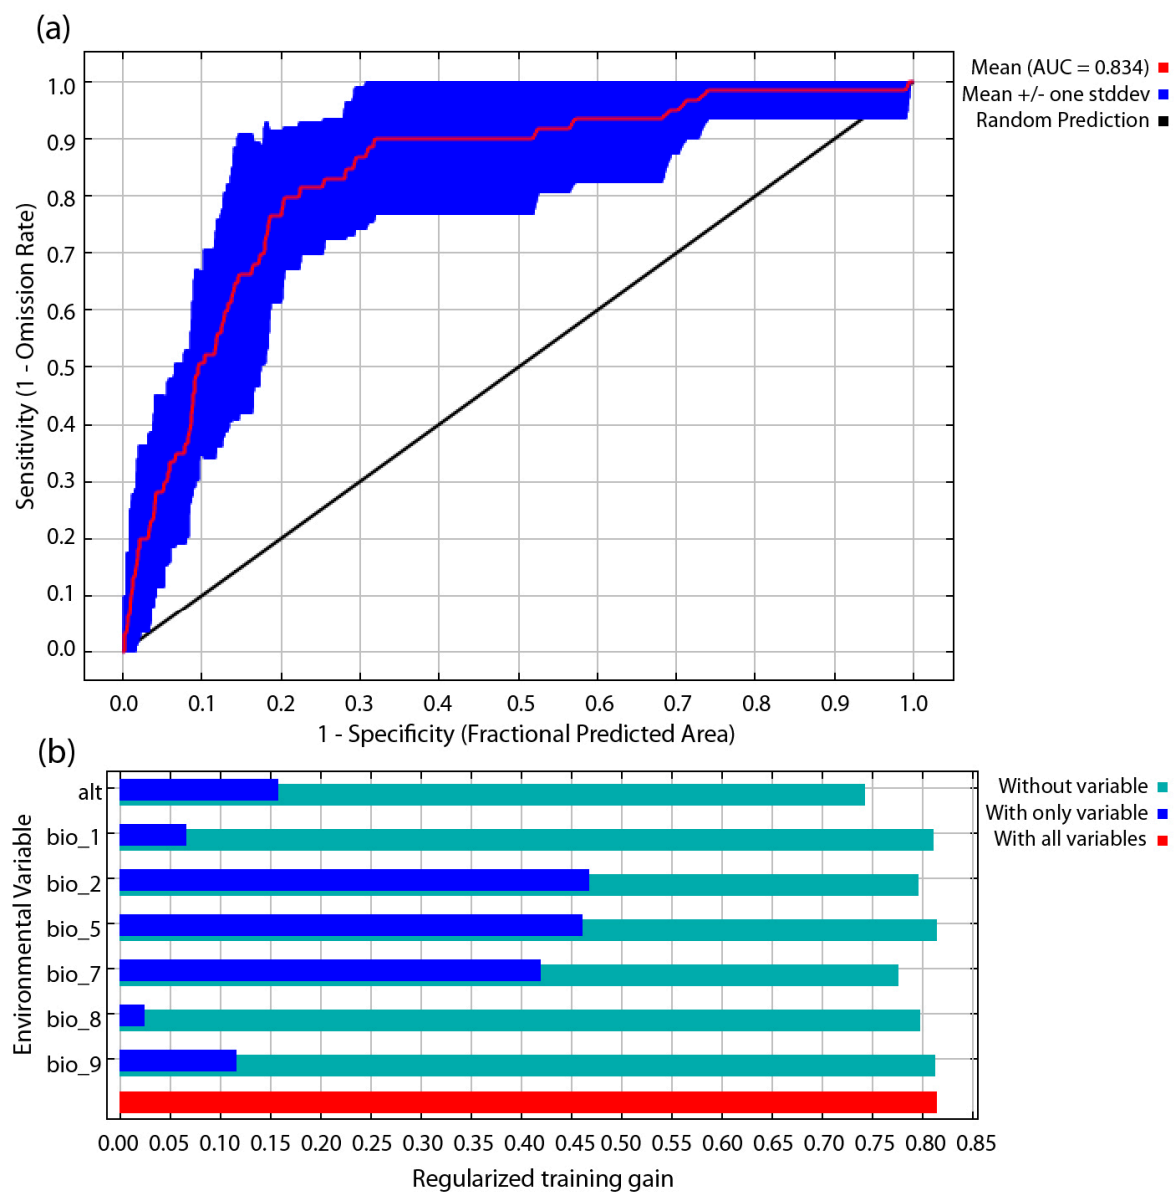 (a)
Mean (AUC = 0.834)
Mean +/- one stddev
Random Prediction
Sensitivity (1 - Omission Rate)
1.0
0.9
0.8
0.7
0.6
0.5
0.4
0.3
0.2
0.1
0.0
0.0 0.1 0.2 0.3 0.4 0.5 0.6 0.7 0.8 0.9 1.0
1 - Specificity (Fractional Predicted Area)
(b)
Without variable
With only variable
With all variables
Environmental Variable
alt
bio_1
bio_2
bio_5
bio_7
bio_8
bio_9
0.00 0.05 0.10 0.15 0.20 0.25 0.30 0.35 0.40 0.45 0.50 0.55 0.60 0.65 0.70 0.75 0.80 0.85
Regularized training gain